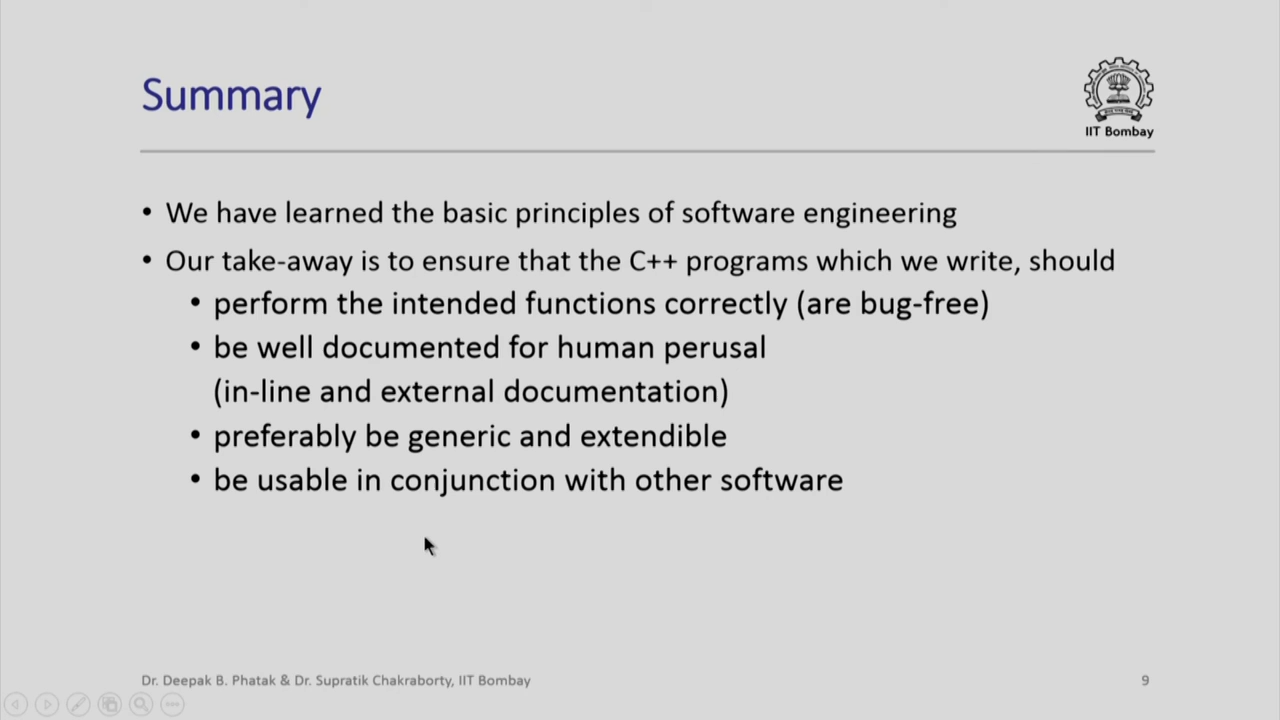 Summary
IIT Bombay
• We have learned the basic principles of software engineering
• Our take-away is to ensure that the C++ programs which we write, should
• perform the intended functions correctly (are bug-free)
• be well documented for human perusal
(in-line and external documentation)
• preferably be generic and extendible
• be usable in conjunction with other software
Dr. Deepak B. Phatak & Dr. Supratik Chakraborty, IIT Bombay
9